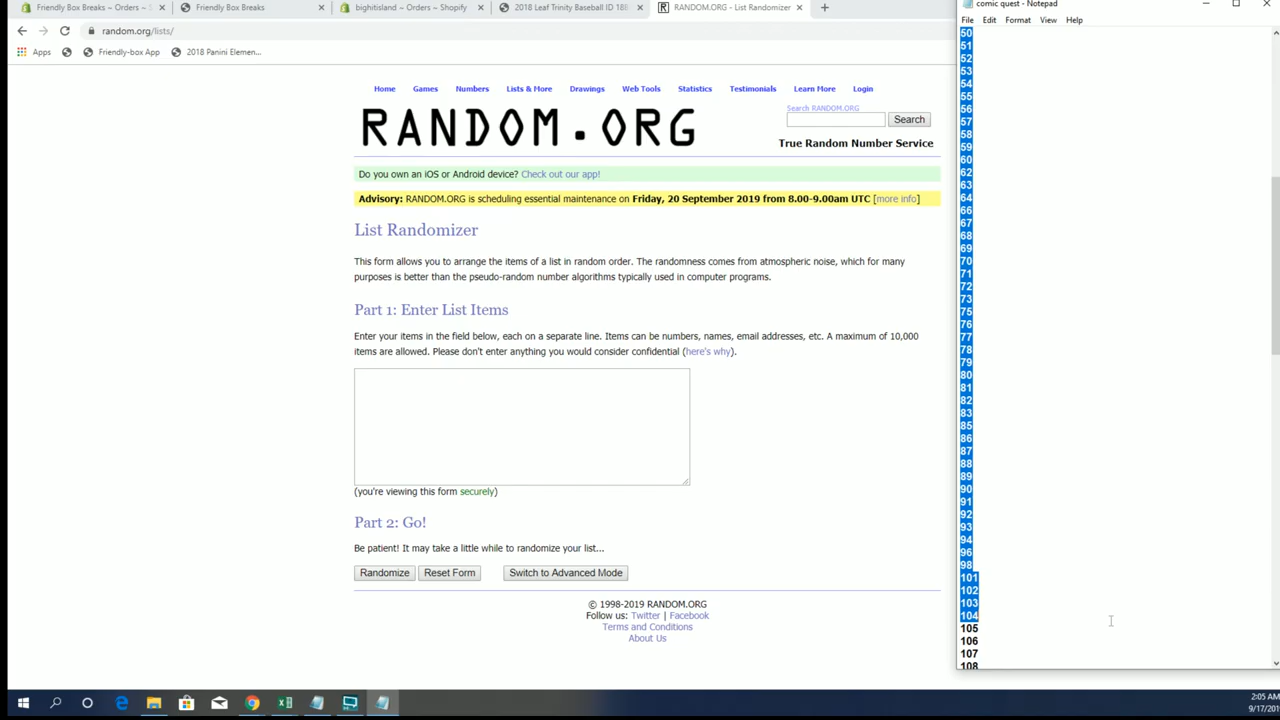 Friendly Box Breaks ~ Orders ~ S
Friendly Box Breaks
bighitisland ~ Orders ~ Shopify
2018 Leaf Trinity Baseball ID 188
RANDOM.ORG - List Randomizer
comic quest - Notepad
File Edit Format View Help
random.org/lists/
Apps
Friendly-box App
2018 Panini Elemen...
Home Games Numbers Lists & More Drawings Web Tools Statistics Testimonials Learn More Login
RANDOM.ORG
Search RANDOM.ORG
Search
True Random Number Service
Do you own an iOS or Android device? Check out our app!
Advisory: RANDOM.ORG is scheduling essential maintenance on Friday, 20 September 2019 from 8.00-9.00am UTC [more info]
List Randomizer
This form allows you to arrange the items of a list in random order. The randomness comes from atmospheric noise, which for many
purposes is better than the pseudo-random number algorithms typically used in computer programs.
Part 1: Enter List Items
Enter your items in the field below, each on a separate line. Items can be numbers, names, email addresses, etc. A maximum of 10,000
items are allowed. Please don't enter anything you would consider confidential (here's why).
(you're viewing this form securely)
Part 2: Go!
Be patient! It may take a little while to randomize your list...
Randomize Reset Form Switch to Advanced Mode
© 1998-2019 RANDOM.ORG
Follow us: Twitter | Facebook
Terms and Conditions
About Us
50
51
52
53
54
55
56
57
58
59
60
62
63
64
66
67
68
69
70
71
72
73
75
76
77
78
79
80
81
82
83
85
86
87
88
89
90
91
92
93
94
96
98
101
102
103
104
105
106
107
108
2:05 AM
9/17/201